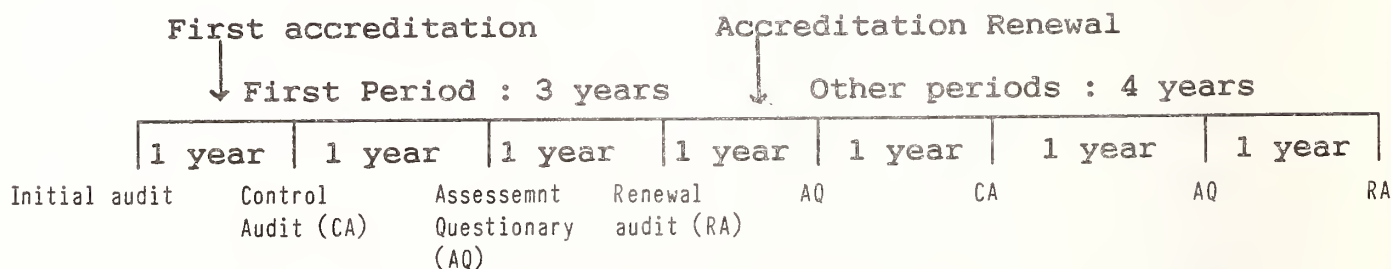 First accreditation Accreditation Renewal
First Period : 3 years Other periods : 4 years
1 year 1 year 1 year 1 year 1 year 1 year 1 year
Initial audit Control Assessemnt Renewal AQ CA AQ RA
Audit (CA) Questionary audit (RA)
(AQ)